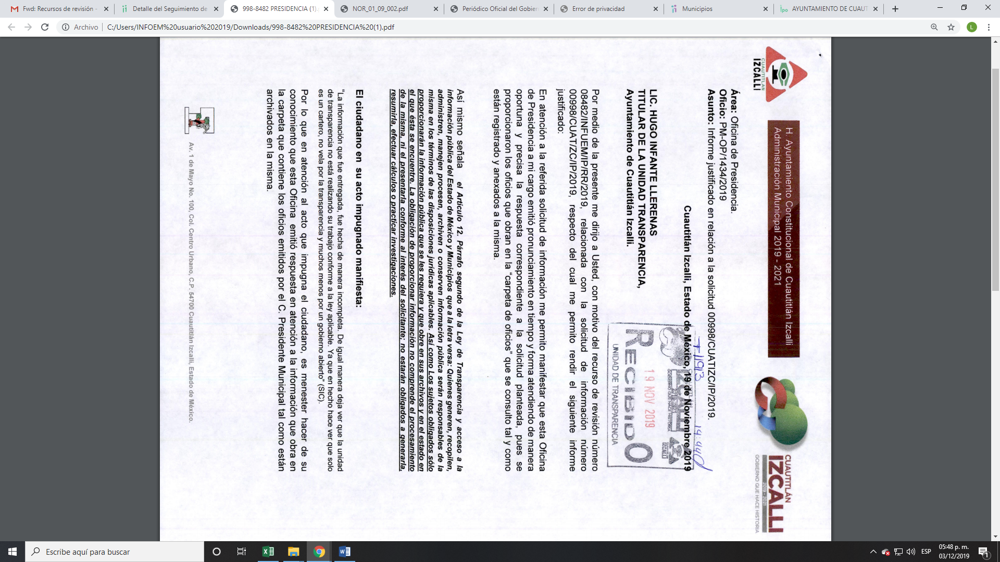 Fwd: Recursos de revisión -
Detalle del Seguimiento de
998-8482 PRESIDENCIA (1).p
NOR_01_09_002.pdf
Periódico Oficial del Gobier
Error de privacidad
Municipios
AYUNTAMIENTO DE CUAUT
Archivo
C:/Users/INFOEM%20usuario%202019/Downloads/998-8482%20PRESIDENCIA%20(1).pdf
L
CUAUTITLÁN
IZCALLI
H. Ayuntamiento Constitucional de Cuautitlán Izcalli
Administración Municipal 2019 - 2021
CUAUTITLÁN
IZCALLI
2019 - 2021
GOBIERNO QUE HACE HISTORIA
Área: Oficina de Presidencia.
Oficio: PM-OP/1434/2019
Asunto: Informe justificado en relación a la solicitud 00998/CUATIZC/IP/2019.
Cuautitlán Izcalli, Estado de México, 19 de Noviembre 2019
GOBIERNO QUE HACE HISTORIA
19 NOV 2019
RECIBIDO
UNIDAD DE TRANSPARENCIA
LIC. HUGO INFANTE LLERENAS
TITULAR DE LA UNIDAD TRANSPARENCIA,
Ayuntamiento de Cuautitlán Izcalli.
Por medio de la presente me dirijo a Usted, con motivo del recurso de revisión número
08482/INFUEM/IP/RR/2019, relacionada con la solicitud de información número
00998/CUAT/ZC/IP/2019, respecto del cual me permito rendir el siguiente informe
justificado:
En atención a la referida solicitud de información me permito manifestar que esta Oficina
de Presidencia a mi cargo emitió pronunciamiento en tiempo y forma atendiendo de manera
oportuna y precisa la respuesta correspondiente a la solicitud planteada, pues se
proporcionaron los oficios que obran en la “carpeta de oficios” que se consulto tal y como
están registrado y anexados a la misma.
Así mismo señala el Artículo 12. Párrafo segundo de la Ley de Transparencia y acceso a la
información pública del Estado de México y Municipios que a la letra versa: Quienes generen, recopilen,
administren, manejen procesen, archiven o conserven información pública serán responsables de la
misma en los términos de las disposiciones jurídicas aplicables. Así como Los sujetos obligados sólo
proporcionarán la información pública que se les requiera y que obre en sus archivos y en el estado en
el que ésta se encuentre. La obligación de proporcionar información no comprende el procesamiento
de la misma, ni el presentarla conforme al interés del solicitante; no estarán obligados a generarla,
resumirla, efectuar cálculos o practicar investigaciones.
El ciudadano en su acto impugnado manifiesta:
“La información que fue entregada, fue hecha de manera incompleta. De igual manera deja ver que la unidad
de transparencia no está realizando su trabajo conforme a la ley aplicable. Ya que en hecho hace ver que solo
es un cartero, no vela por la transparencia y muchos menos por un gobierno abierto” (SIC).
Por lo que en atención al acto que impugna el ciudadano, es menester hacer de su
conocimiento que esta Oficina emitió respuesta en atención a la información que obra en
la carpeta que contiene los oficios emitidos por el C. Presidente Municipal tal como están
archivados en la misma.
Av. 1 de Mayo No. 100, Col. Centro Urbano, C.P. 54700 Cuautitlán Izcalli, Estado de México.
Escribe aquí para buscar
ESP
05:48 p. m.
03/12/2019
1